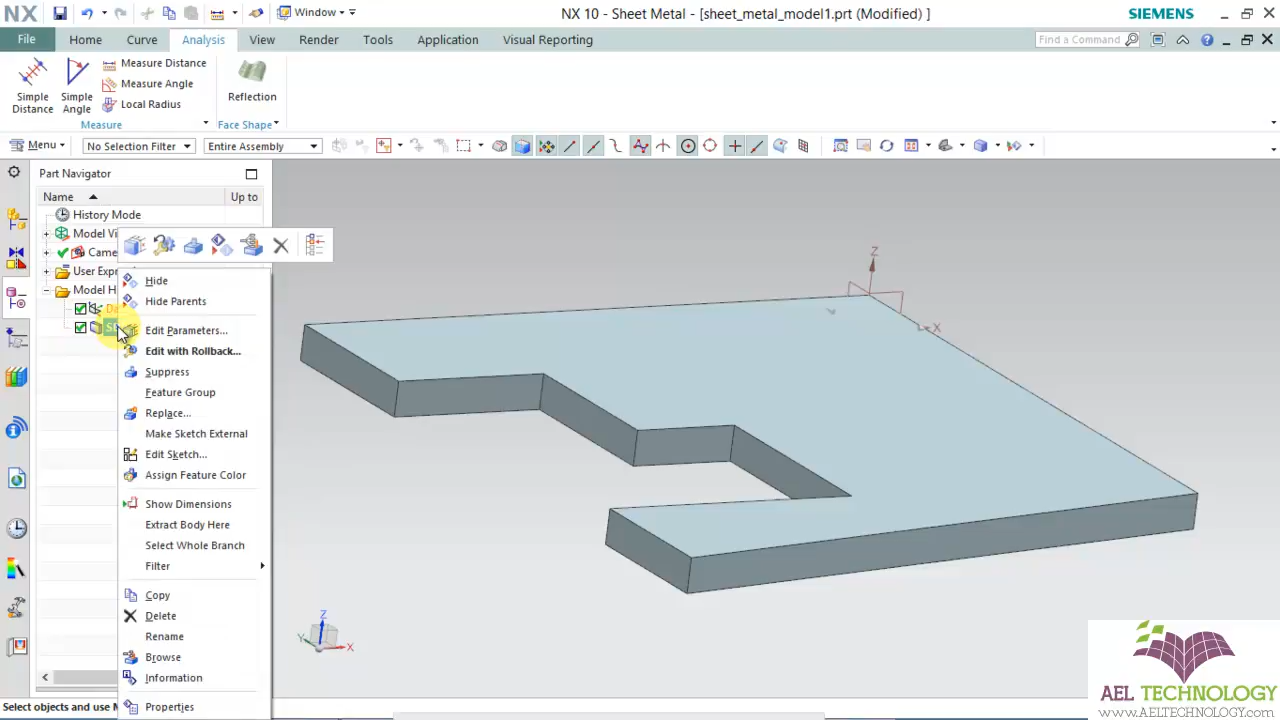 NX
Window
NX 10 - Sheet Metal - [sheet_metal_model1.prt (Modified) ]
SIEMENS
File
Home
Curve
Analysis
View
Render
Tools
Application
Visual Reporting
Find a Command
Simple Distance
Simple Angle
Measure Distance
Measure Angle
Local Radius
Reflection
Measure
Face Shape
Menu
No Selection Filter
Entire Assembly
Part Navigator
Name
Up to
History Mode
Model Vi
Came
User Expr
Model H
Hide
Hide Parents
Edit Parameters...
Edit with Rollback...
Suppress
Feature Group
Replace...
Make Sketch External
Edit Sketch...
Assign Feature Color
Show Dimensions
Extract Body Here
Select Whole Branch
Filter
Copy
Delete
Rename
Browse
Information
Properties
Z
X
Z
Y
X
Select objects and use M
AEL TECHNOLOGY
www.AELTECHNOLOGY.com